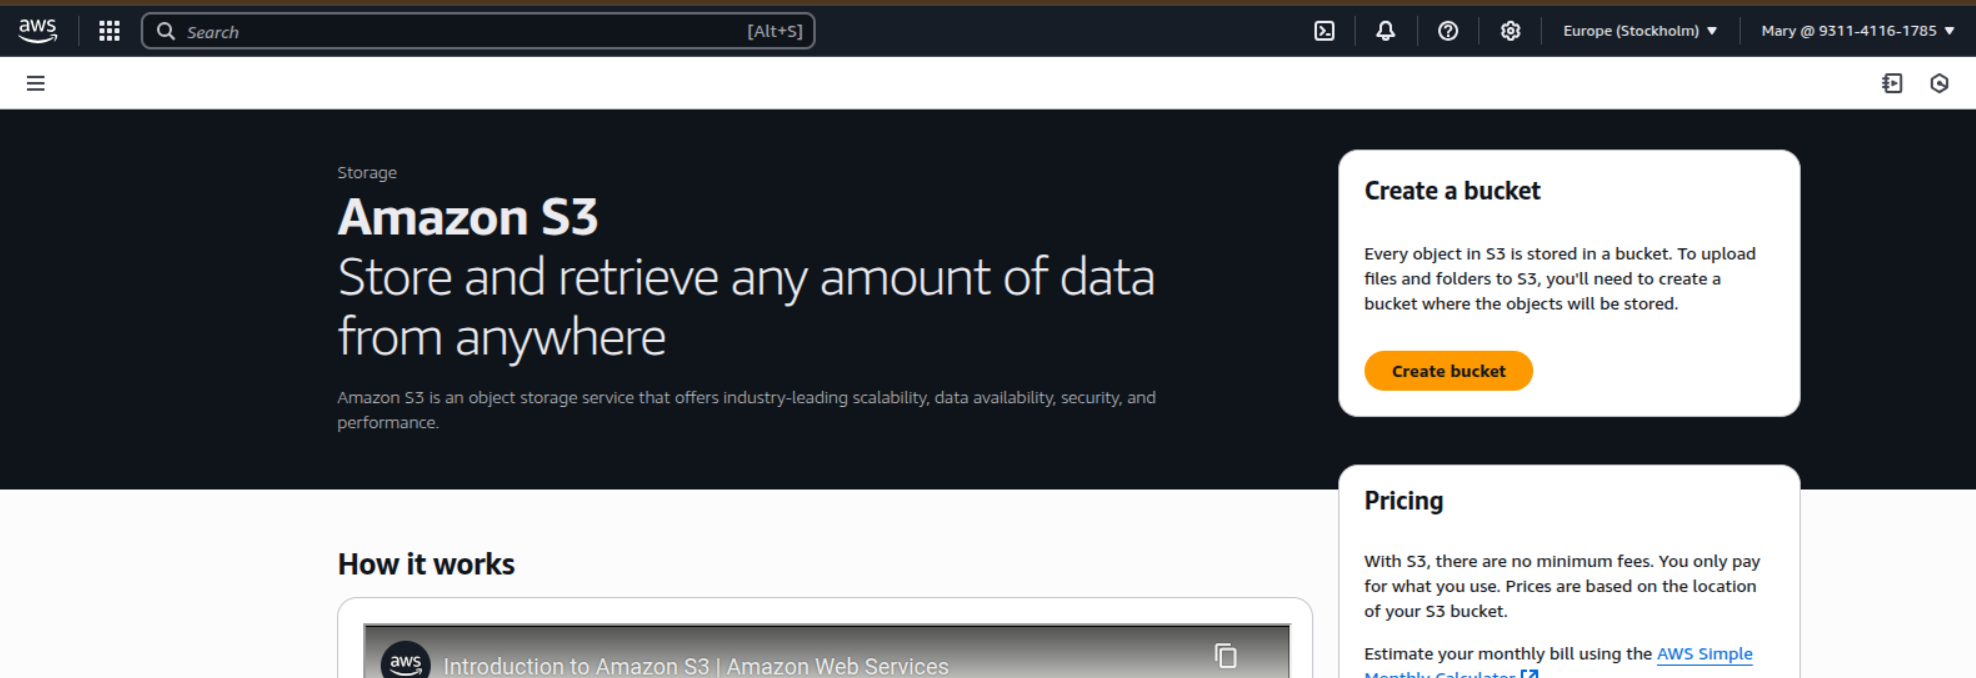 aws
Search
[Alt+S]
Europe (Stockholm)
Mary @ 9311-4116-1785
Storage
Amazon S3
Store and retrieve any amount of data
from anywhere
Amazon S3 is an object storage service that offers industry-leading scalability, data availability, security, and
performance.
Create a bucket
Every object in S3 is stored in a bucket. To upload
files and folders to S3, you'll need to create a
bucket where the objects will be stored.
Create bucket
How it works
aws
Introduction to Amazon S3 | Amazon Web Services
Pricing
With S3, there are no minimum fees. You only pay
for what you use. Prices are based on the location
of your S3 bucket.
Estimate your monthly bill using the AWS Simple
Monthly Calculator